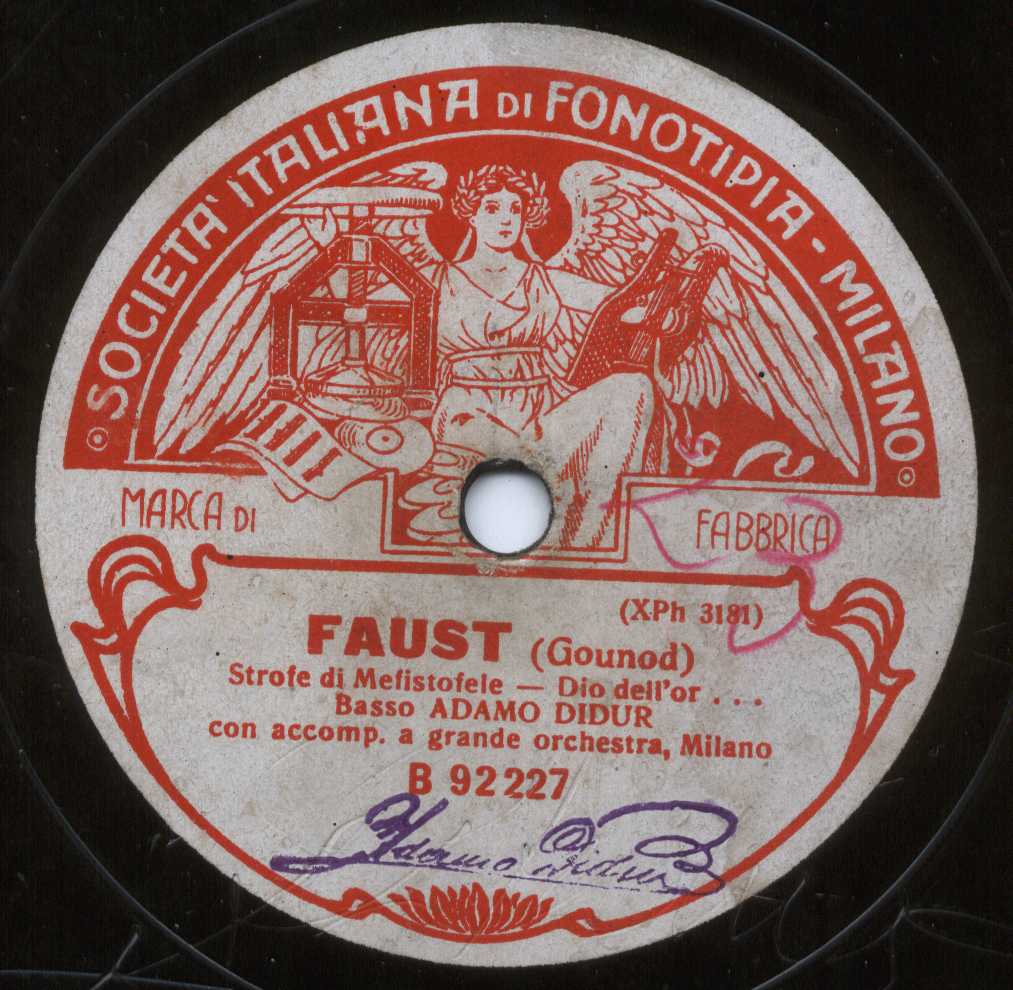 SOCIETA' ITALIANA DI FONOTIPIA - MILANO
MARCA DI FABBRICA
(XPh 3181)
FAUST (Gounod)
Strofe di Mefistofele — Dio dell'or . . .
Basso ADAMO DIDUR
con accomp. a grande orchestra, Milano
B 92227
Adamo Didur